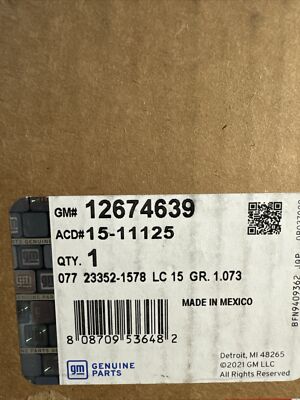 GM# 12674639
ACD# 15-11125
QTY. 1
077 23352-1578 LC 15 GR. 1.073
MADE IN MEXICO
8 08709 53648 2
gm GENUINE
PARTS
Detroit, MI 48265
©2021 GM LLC
All Rights Reserved
BFN9409362